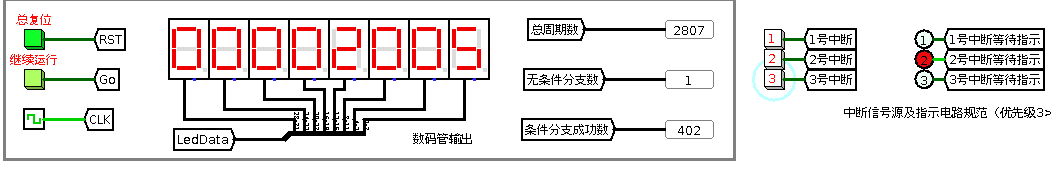 总复位
RST
继续运行
Go
CLK
00002005
LedData
数码管输出
总周期数 2807
无条件分支数 1
条件分支成功数 402
1 1号中断
2 2号中断
3 3号中断
1 1号中断等待指示
2 2号中断等待指示
3 3号中断等待指示
中断信号源及指示电路规范（优先级3>